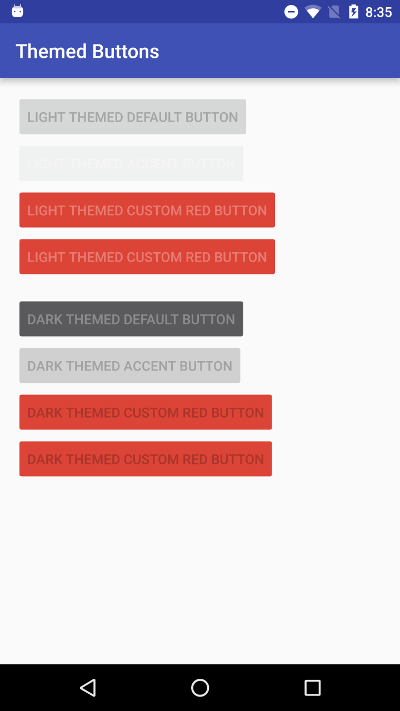 8:35
Themed Buttons
LIGHT THEMED DEFAULT BUTTON
LIGHT THEMED ACCENT BUTTON
LIGHT THEMED CUSTOM RED BUTTON
LIGHT THEMED CUSTOM RED BUTTON
DARK THEMED DEFAULT BUTTON
DARK THEMED ACCENT BUTTON
DARK THEMED CUSTOM RED BUTTON
DARK THEMED CUSTOM RED BUTTON